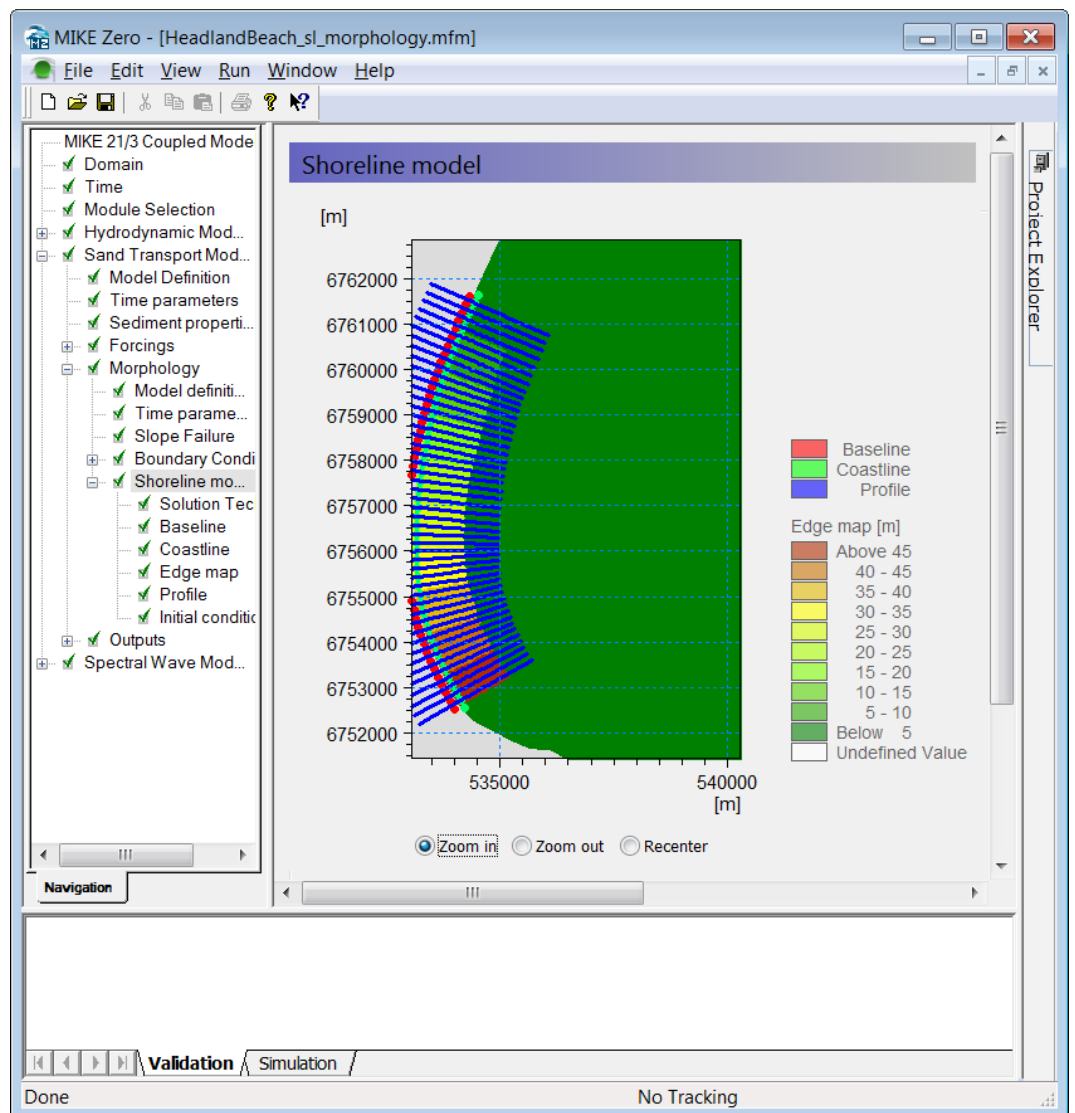 MIKE Zero - [HeadlandBeach_sl_morphology.mfm]
File Edit View Run Window Help
MIKE 21/3 Coupled Mode
Domain
Time
Module Selection
Hydrodynamic Mod...
Sand Transport Mod...
Model Definition
Time parameters
Sediment properti...
Forcings
Morphology
Model definiti...
Time parame...
Slope Failure
Boundary Condi
Shoreline mo...
Solution Tec
Baseline
Coastline
Edge map
Profile
Initial conditic
Outputs
Spectral Wave Mod...
Navigation
Shoreline model
[m]
6762000
6761000
6760000
6759000
6758000
6757000
6756000
6755000
6754000
6753000
6752000
535000 540000
[m]
Baseline
Coastline
Profile
Edge map [m]
Above 45
40 - 45
35 - 40
30 - 35
25 - 30
20 - 25
15 - 20
10 - 15
5 - 10
Below 5
Undefined Value
Zoom in Zoom out Recenter
Project Explorer
Validation Simulation
Done No Tracking